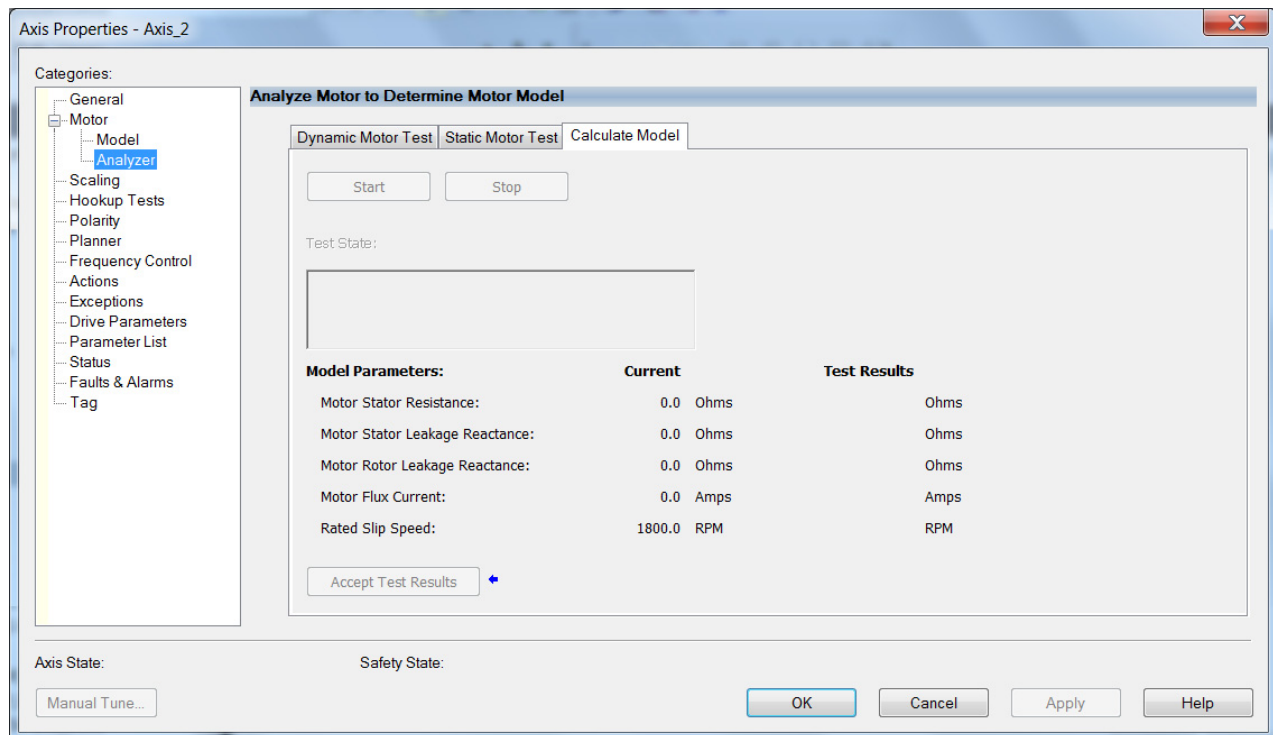 Axis Properties - Axis_2
X
Categories:
General
Motor
Model
Analyzer
Scaling
Hookup Tests
Polarity
Planner
Frequency Control
Actions
Exceptions
Drive Parameters
Parameter List
Status
Faults & Alarms
Tag
Analyze Motor to Determine Motor Model
Dynamic Motor Test Static Motor Test Calculate Model
Start Stop
Test State:
Model Parameters: Current Test Results
Motor Stator Resistance: 0.0 Ohms Ohms
Motor Stator Leakage Reactance: 0.0 Ohms Ohms
Motor Rotor Leakage Reactance: 0.0 Ohms Ohms
Motor Flux Current: 0.0 Amps Amps
Rated Slip Speed: 1800.0 RPM RPM
Accept Test Results
Axis State: Safety State:
Manual Tune... OK Cancel Apply Help